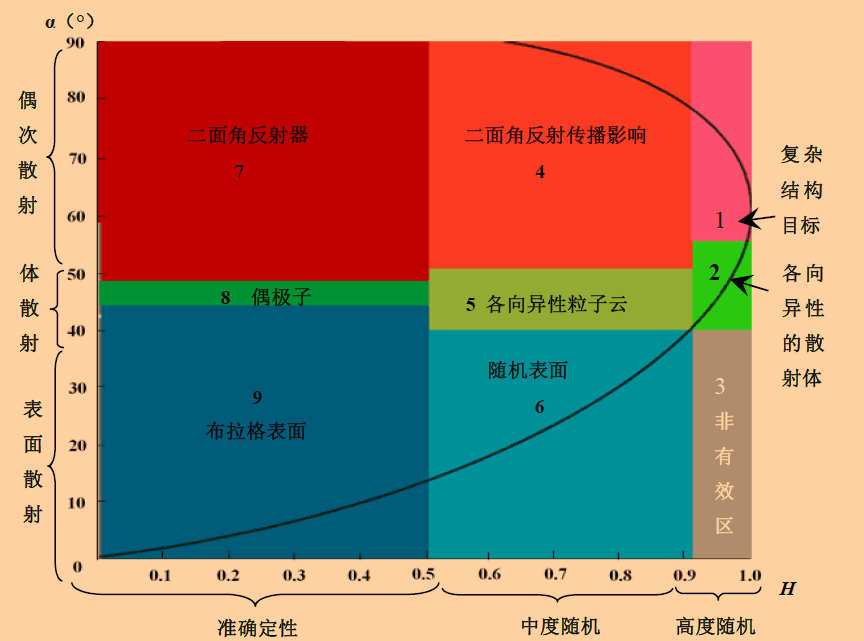 α（°）
90
80
70
60
50
40
30
20
10
0
偶次散射
体散射
表面散射
二面角反射器
7
二面角反射传播影响
4
1
复杂结构目标
2
各向异性的散射体
8 偶极子
5 各向异性粒子云
9
布拉格表面
随机表面
6
3
非有效区
0.1 0.2 0.3 0.4 0.5 0.6 0.7 0.8 0.9 1.0 H
准确定性 中度随机 高度随机